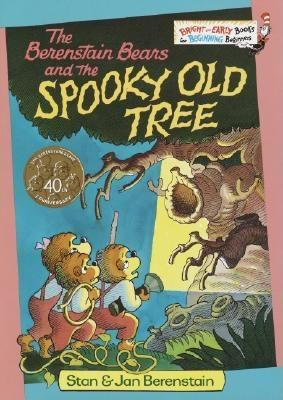 BRIGHT and EARLY Books
for BEGINNING Beginners
The
Berenstain Bears
and the
SPOOKY OLD
TREE
40th
ANNIVERSARY
Stan & Jan Berenstain